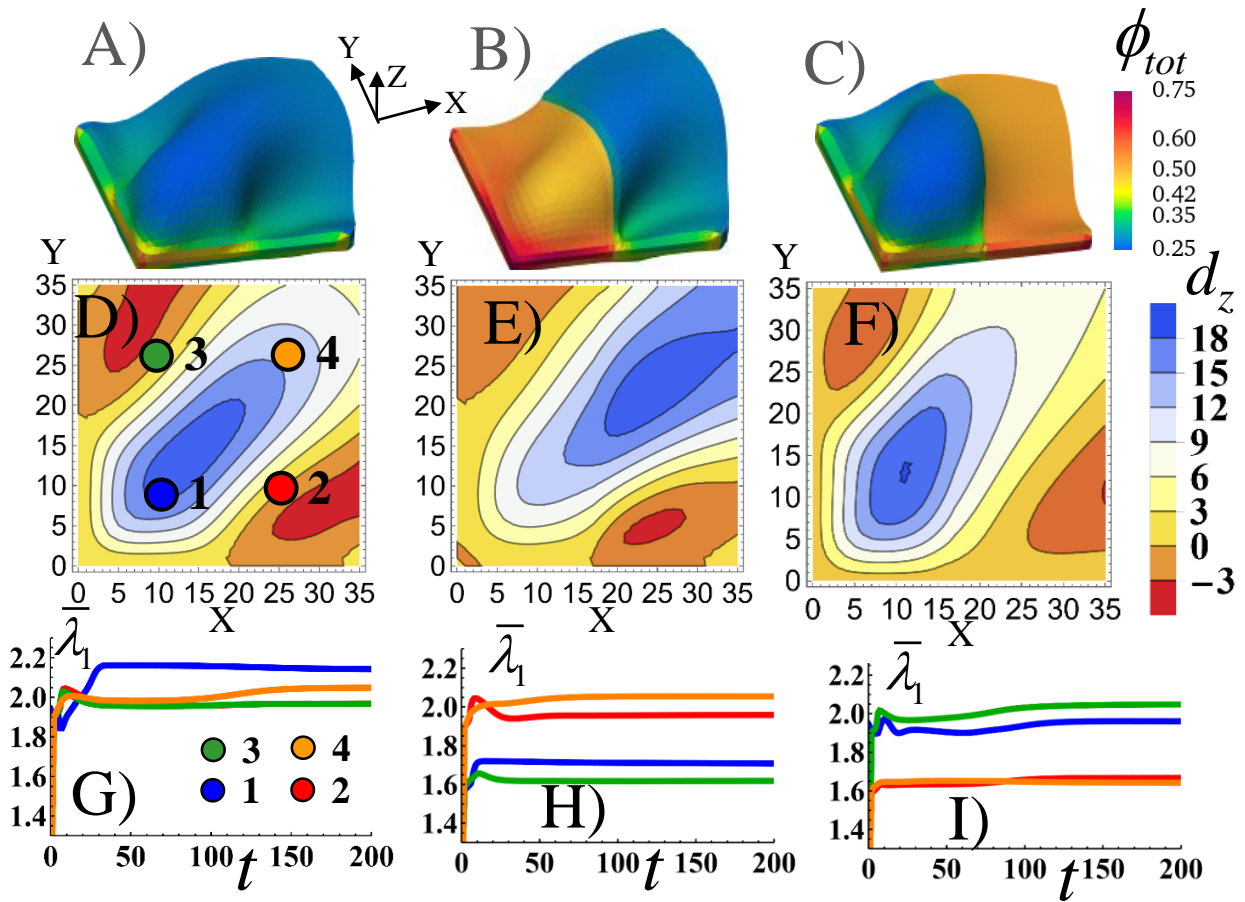 A)
B)
C)
Y
Z
X
ϕtot
0.75
0.60
0.50
0.42
0.35
0.25
Y
Y
Y
D)
E)
F)
35
30
25
20
15
10
5
0
3
4
1
2
0 5 10 15 20 25 30 35
X
35
30
25
20
15
10
5
0
0 5 10 15 20 25 30 35
X
35
30
25
20
15
10
5
0
0 5 10 15 20 25 30 35
X
dz
18
15
12
9
6
3
0
−3
λ̅1
2.2
2.0
1.8
1.6
1.4
G)
3 4
1 2
0 50 100 150 200
t
λ̅1
2.2
2.0
1.8
1.6
1.4
H)
0 50 100 150 200
t
λ̅1
2.2
2.0
1.8
1.6
1.4
I)
0 50 100 150 200
t